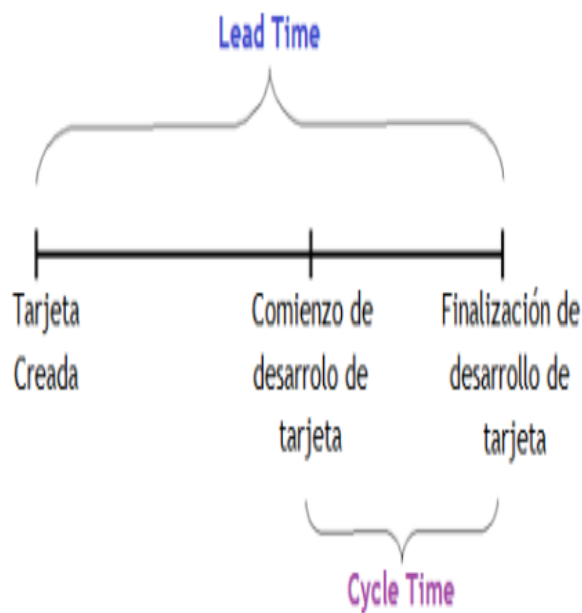 Lead Time
Tarjeta
Creada
Comienzo de
desarrolo de
tarjeta
Finalización de
desarrollo de
tarjeta
Cycle Time